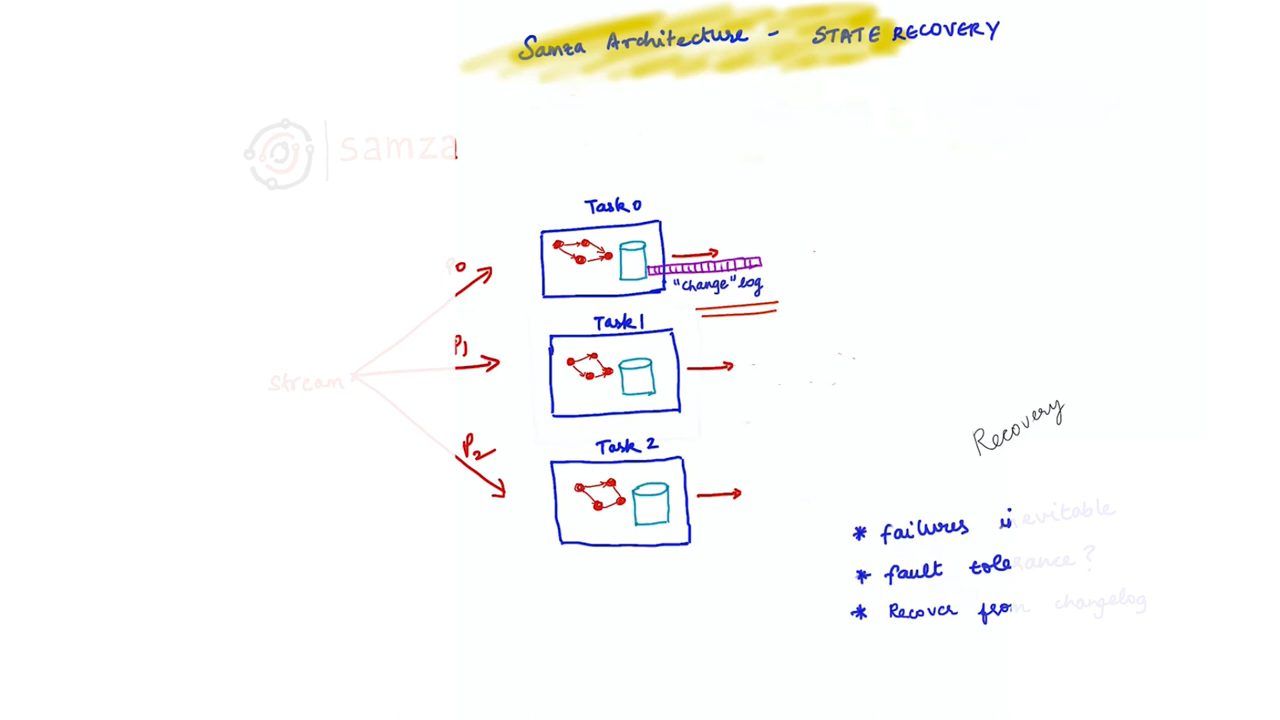 Samza Architecture - STATE RECOVERY
samza
Task 0
P0
"change" log
Task 1
P1
stream
Task 2
P2
Recovery
* failures inevitable
* fault tolerance?
* Recover from changelog